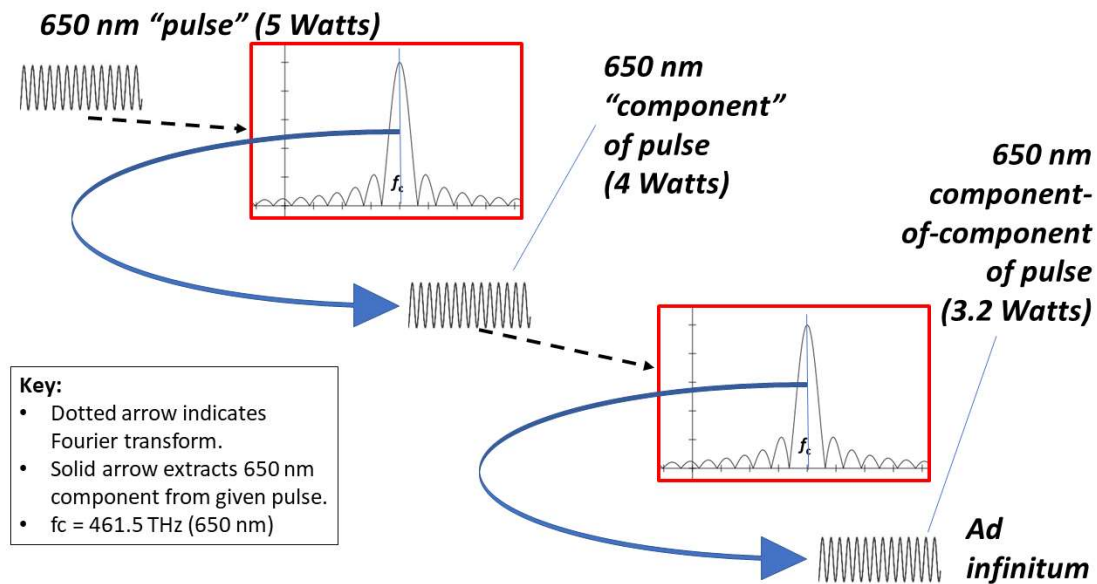 650 nm “pulse” (5 Watts)
fc
650 nm
“component”
of pulse
(4 Watts)
650 nm
component-
of-component
of pulse
(3.2 Watts)
fc
Key:
• Dotted arrow indicates
Fourier transform.
• Solid arrow extracts 650 nm
component from given pulse.
• fc = 461.5 THz (650 nm)
Ad
infinitum